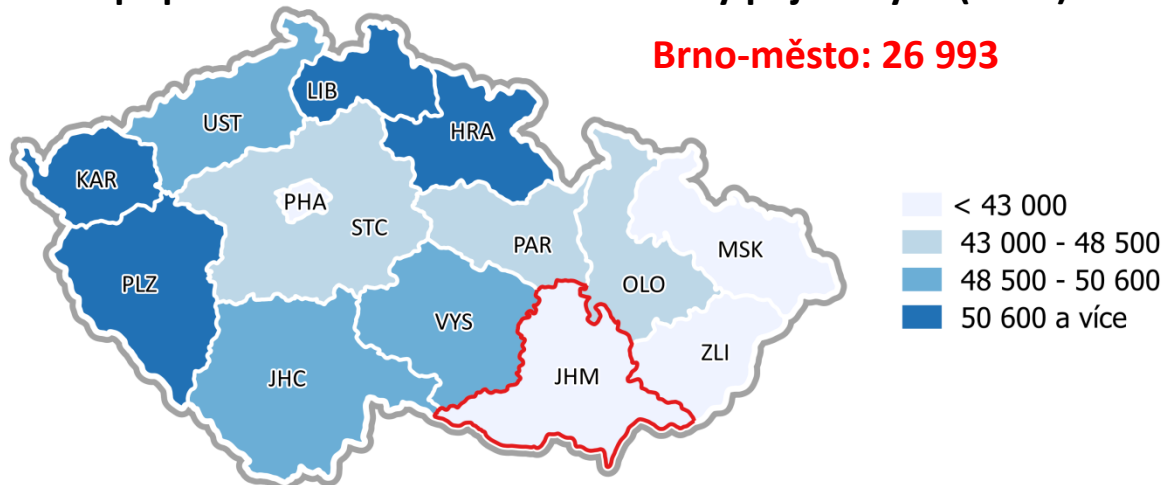 Brno-město: 26 993
LIB
UST
HRA
KAR
PHA
STC
PAR
MSK
PLZ
OLO
VYS
ZLI
JHC
JHM
< 43 000
43 000 - 48 500
48 500 - 50 600
50 600 a více